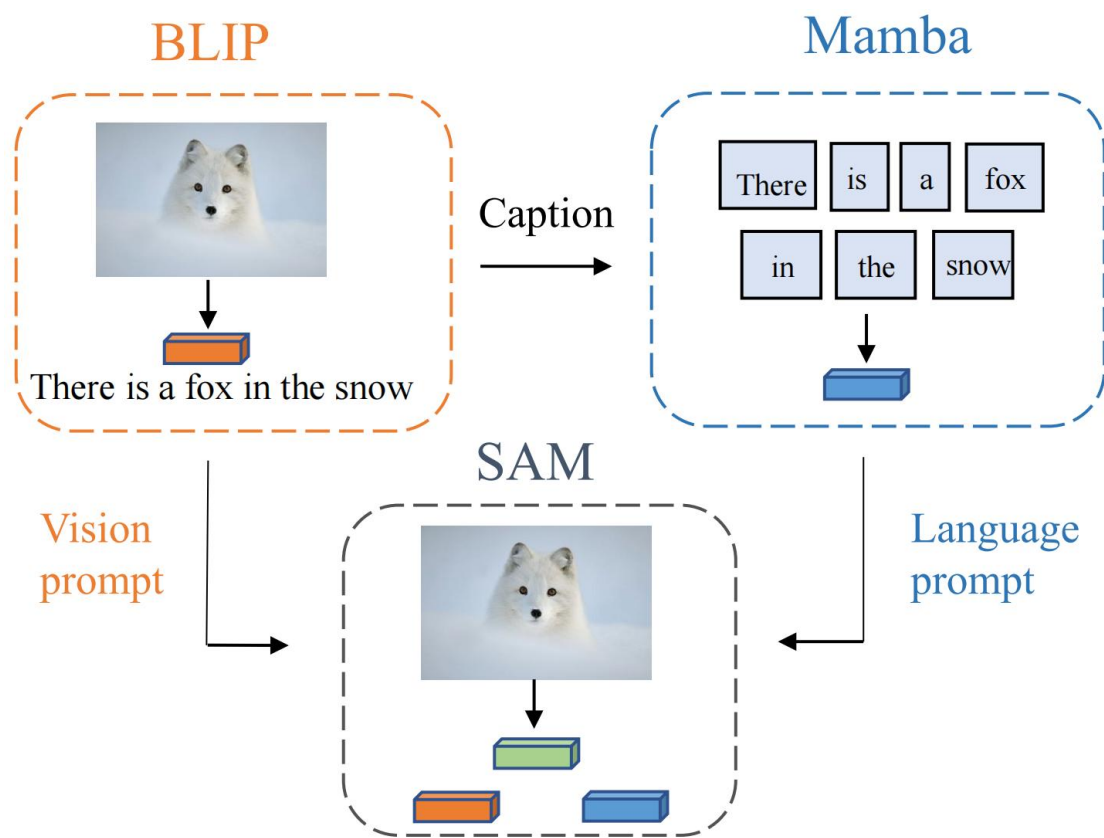 BLIP
Mamba
There is a fox
in the snow
Caption
There is a fox in the snow
SAM
Vision
prompt
Language
prompt